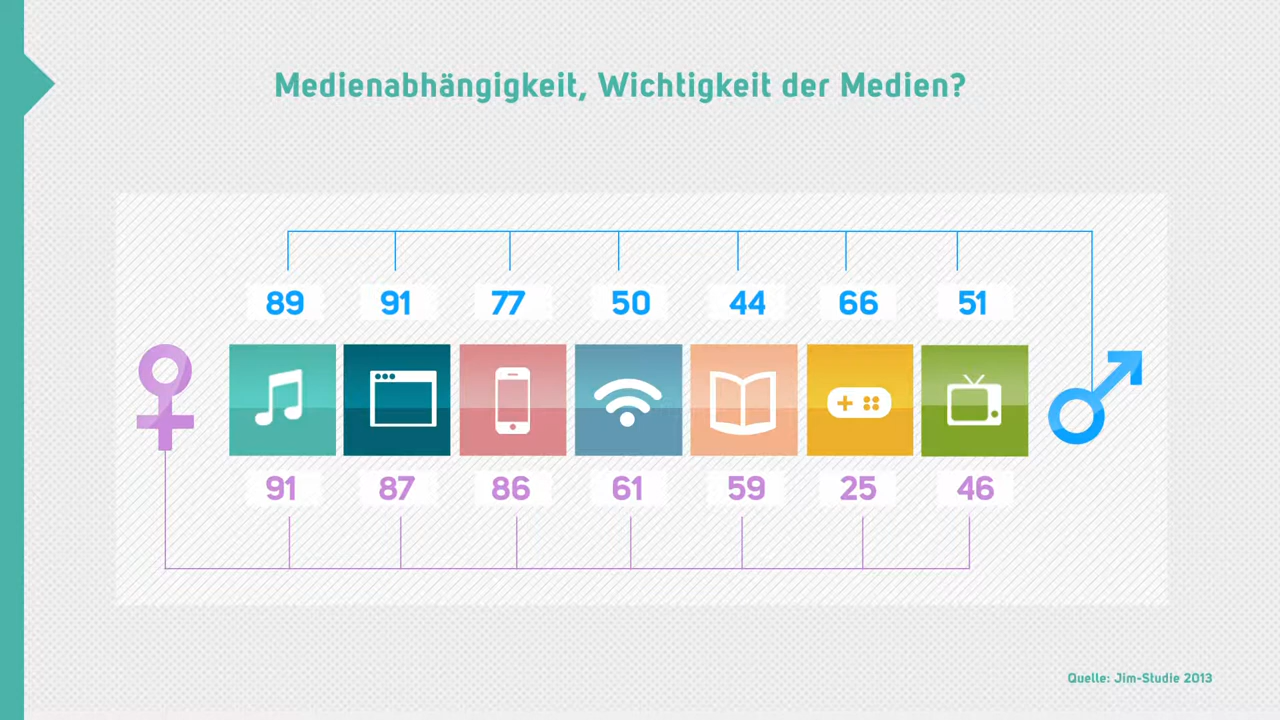 Medienabhängigkeit, Wichtigkeit der Medien?
89 91 77 50 44 66 51
91 87 86 61 59 25 46
Quelle: Jim-Studie 2013